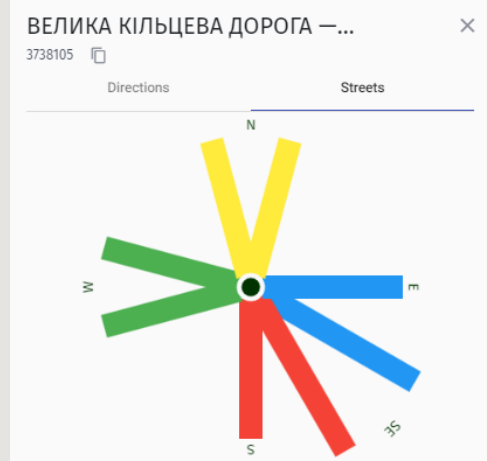 ВЕЛИКА КІЛЬЦЕВА ДОРОГА —...
3738105
Directions Streets
N
W E
SE
S